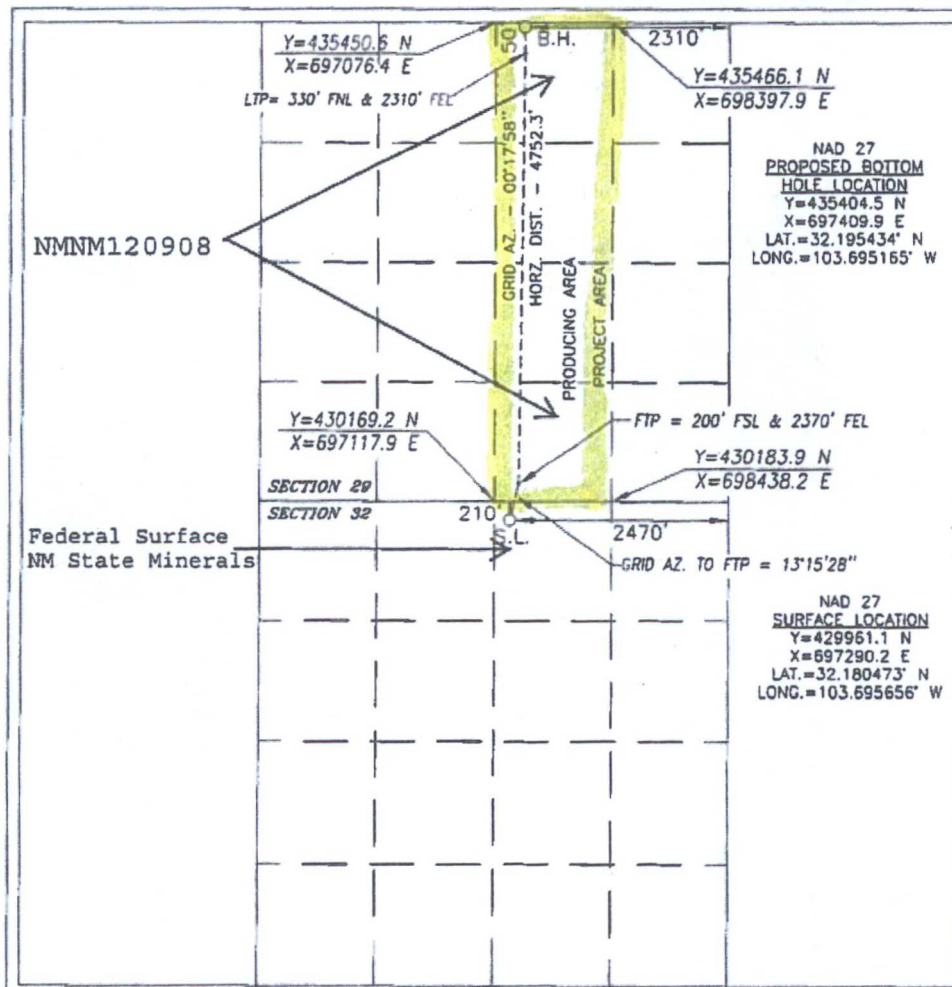 Y=435450.6 N
X=697076.4 E
50'
B.H.
2310'
Y=435466.1 N
X=698397.9 E
LTP= 330' FNL & 2310' FEL
GRID AZ. - 00°17'58"
HORZ. DIST. - 4752.3'
PRODUCING AREA
PROJECT AREA
NAD 27
PROPOSED BOTTOM
HOLE LOCATION
Y=435404.5 N
X=697409.9 E
LAT.=32.195434° N
LONG.=103.695165° W
NMNM120908
Y=430169.2 N
X=697117.9 E
FTP = 200' FSL & 2370' FEL
Y=430183.9 N
X=698438.2 E
SECTION 29
SECTION 32
210'
S.L.
2470'
Federal Surface
NM State Minerals
GRID AZ. TO FTP = 13°15'28"
NAD 27
SURFACE LOCATION
Y=429961.1 N
X=697290.2 E
LAT.=32.180473° N
LONG.=103.695656° W